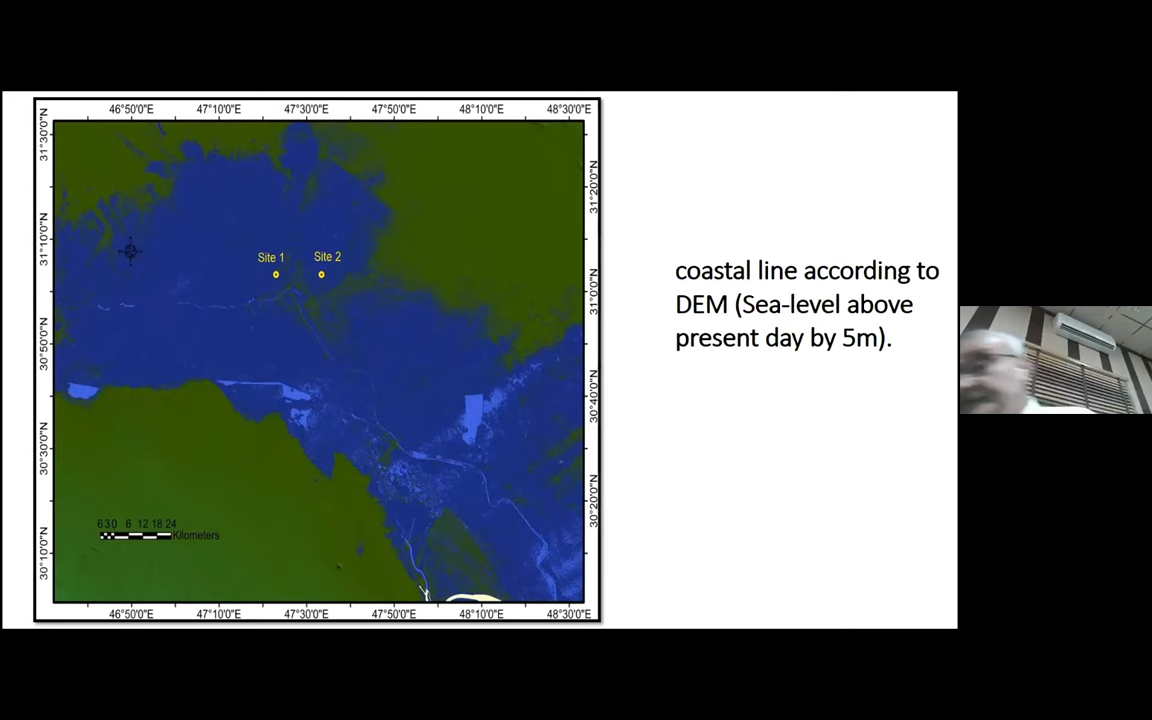 46°50'0"E 47°10'0"E 47°30'0"E 47°50'0"E 48°10'0"E 48°30'0"E
31°30'0"N
31°20'0"N
31°10'0"N
Site 1 Site 2
31°0'0"N
30°50'0"N
30°40'0"N
30°30'0"N
30°20'0"N
6 3 0 6 12 18 24
Kilometers
30°10'0"N
46°50'0"E 47°10'0"E 47°30'0"E 47°50'0"E 48°10'0"E 48°30'0"E
coastal line according to
DEM (Sea-level above
present day by 5m).